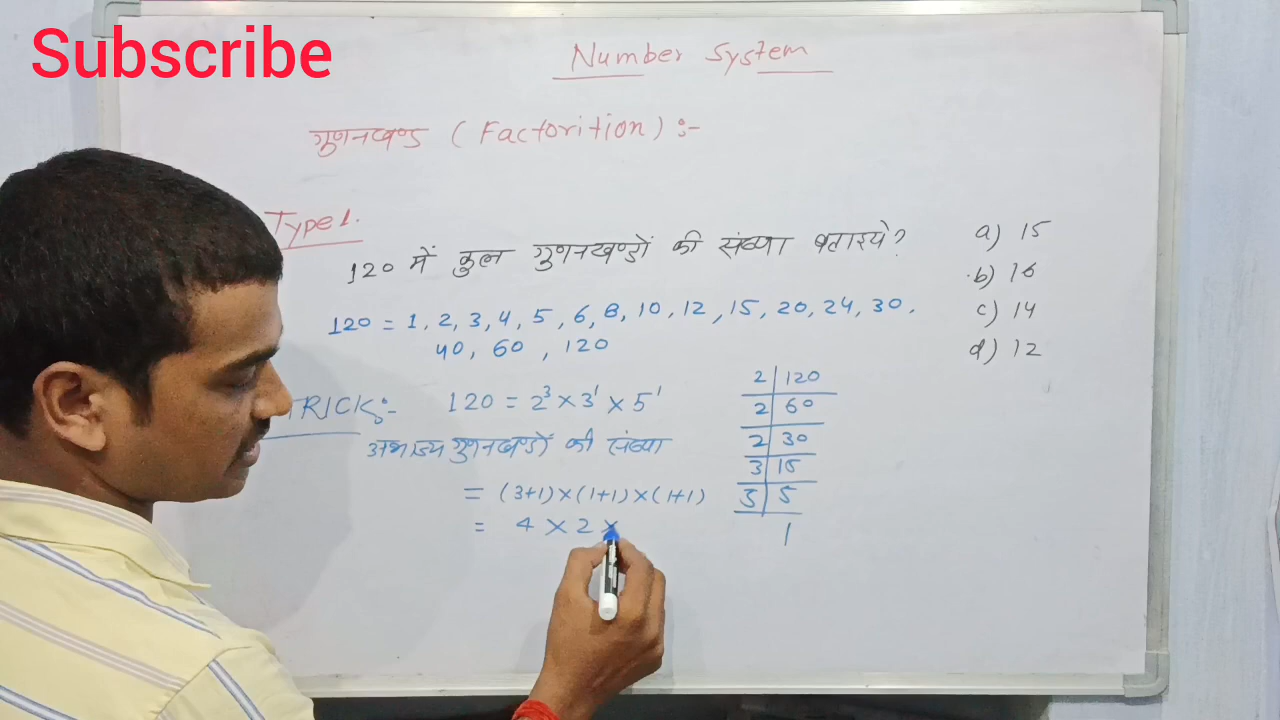 Subscribe
Number System
गुणनखण्ड (Factorition) :-
Type 1.
120 में कुल गुणनखण्डों की संख्या बताइये?
a) 15
b) 16
c) 14
d) 12
120 = 1, 2, 3, 4, 5, 6, 8, 10, 12, 15, 20, 24, 30,
40, 60, 120
TRICK:- 120 = 2³ × 3¹ × 5¹
अभाज्य गुणनखण्डों की संख्या
= (3+1) × (1+1) × (1+1)
= 4 × 2 ×
2 | 120
2 | 60
2 | 30
3 | 15
5 | 5
1